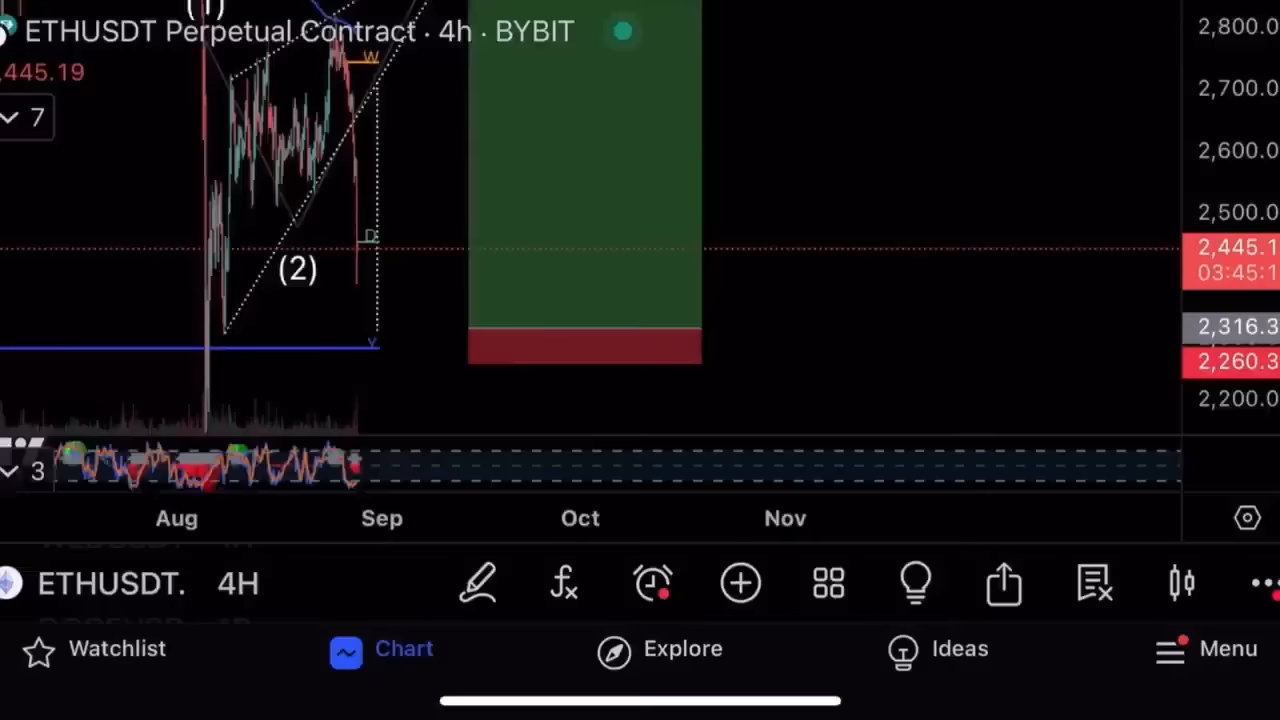 (1)
ETHUSDT Perpetual Contract · 4h · BYBIT
2,800.0
W
,445.19
2,700.0
7
2,600.0
2,500.0
D
2,445.1
(2)
03:45:1
2,316.3
Y
2,260.3
2,200.0
3
Aug Sep Oct Nov
ETHUSDT. 4H
Watchlist Chart Explore Ideas Menu